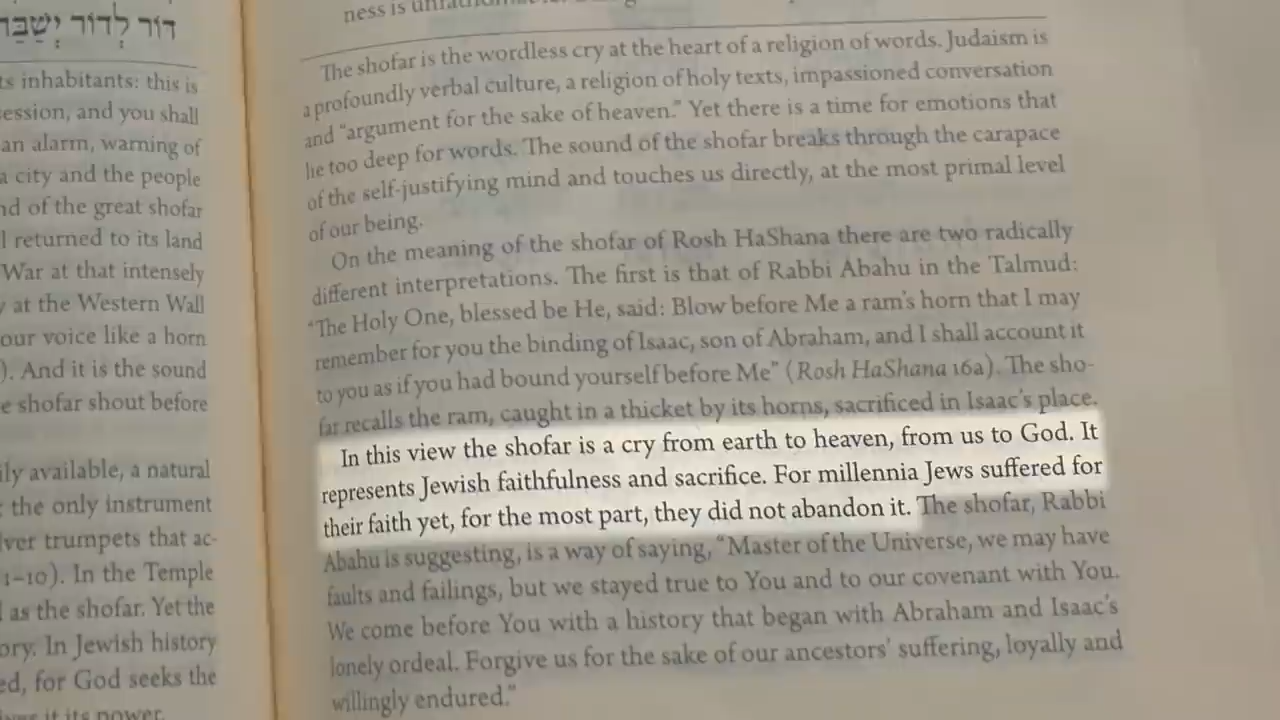 דור לְדוֹר יְשַׁבַּח
ts inhabitants: this is
ession, and you shall
an alarm, warning of
a city and the people
nd of the great shofar
l returned to its land
War at that intensely
y at the Western Wall
our voice like a horn
). And it is the sound
e shofar shout before
ily available, a natural
the only instrument
lver trumpets that ac-
1–10). In the Temple
l as the shofar. Yet the
ory. In Jewish history
ed, for God seeks the
it its power.
ness is
The shofar is the wordless cry at the heart of a religion of words. Judaism is
a profoundly verbal culture, a religion of holy texts, impassioned conversation
and “argument for the sake of heaven.” Yet there is a time for emotions that
lie too deep for words. The sound of the shofar breaks through the carapace
of the self-justifying mind and touches us directly, at the most primal level
of our being.
On the meaning of the shofar of Rosh HaShana there are two radically
different interpretations. The first is that of Rabbi Abahu in the Talmud:
“The Holy One, blessed be He, said: Blow before Me a ram’s horn that I may
remember for you the binding of Isaac, son of Abraham, and I shall account it
to you as if you had bound yourself before Me” (Rosh HaShana 16a). The sho-
far recalls the ram, caught in a thicket by its horns, sacrificed in Isaac’s place.
In this view the shofar is a cry from earth to heaven, from us to God. It
represents Jewish faithfulness and sacrifice. For millennia Jews suffered for
their faith yet, for the most part, they did not abandon it. The shofar, Rabbi
Abahu is suggesting, is a way of saying, “Master of the Universe, we may have
faults and failings, but we stayed true to You and to our covenant with You.
We come before You with a history that began with Abraham and Isaac’s
lonely ordeal. Forgive us for the sake of our ancestors’ suffering, loyally and
willingly endured.”